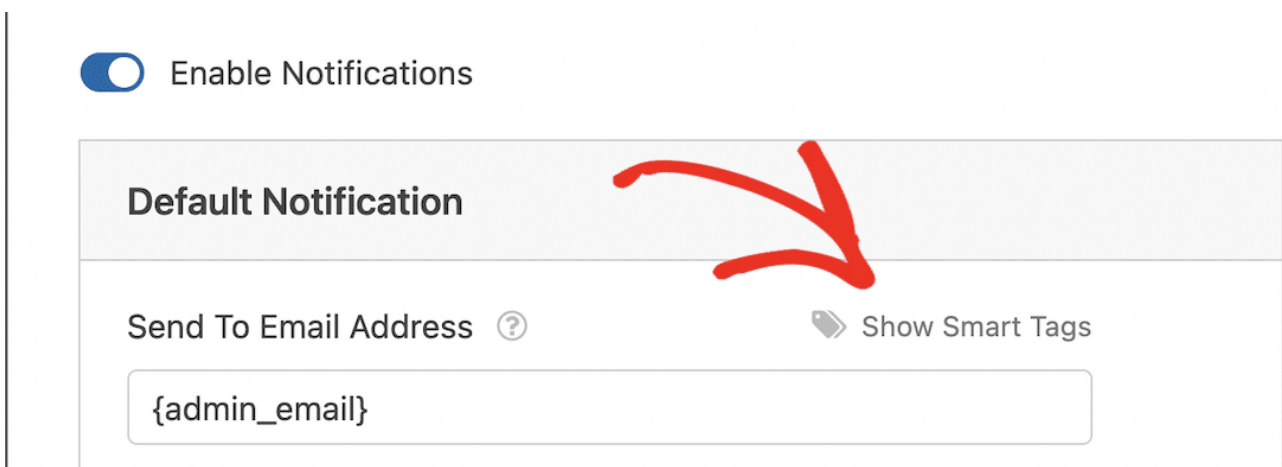 Enable Notifications
Default Notification
Send To Email Address ?
Show Smart Tags
{admin_email}